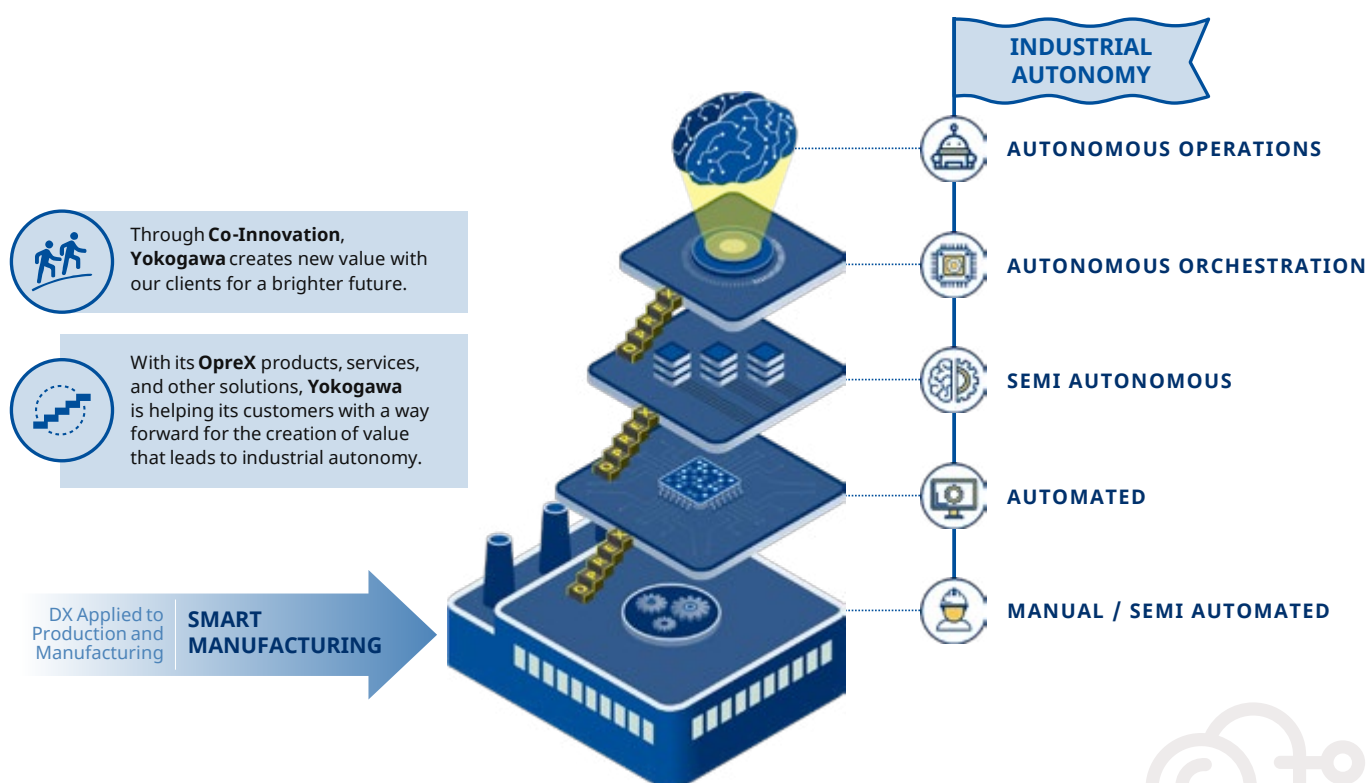 INDUSTRIAL
AUTONOMY
AUTONOMOUS OPERATIONS
Through Co-Innovation,
Yokogawa creates new value with
our clients for a brighter future.
AUTONOMOUS ORCHESTRATION
OPREX
With its OpreX products, services,
and other solutions, Yokogawa
is helping its customers with a way
forward for the creation of value
that leads to industrial autonomy.
SEMI AUTONOMOUS
OPREX
AUTOMATED
OPREX
DX Applied to
Production and
Manufacturing
SMART
MANUFACTURING
MANUAL / SEMI AUTOMATED